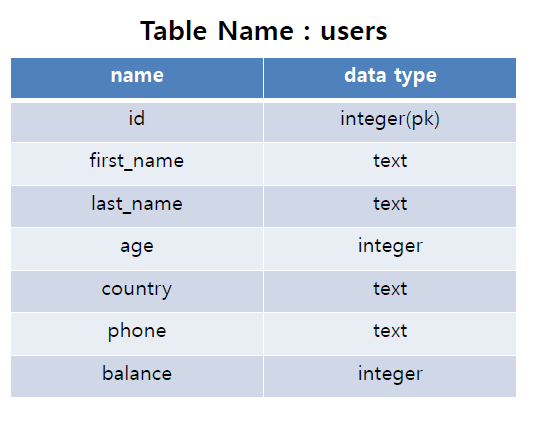 Table Name : users
name data type
id integer(pk)
first_name text
last_name text
age integer
country text
phone text
balance integer